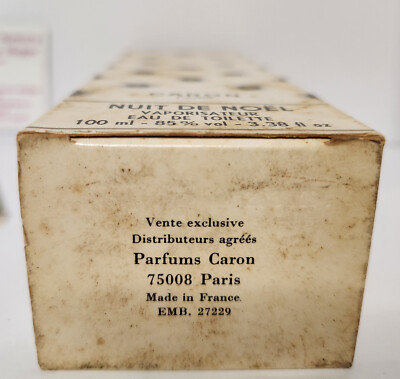 CARON
NUIT DE NOËL
VAPORISATEUR
EAU DE TOILETTE
100 ml - 85% vol - 3.38 fl oz
Vente exclusive
Distributeurs agréés
Parfums Caron
75008 Paris
Made in France
EMB. 27229